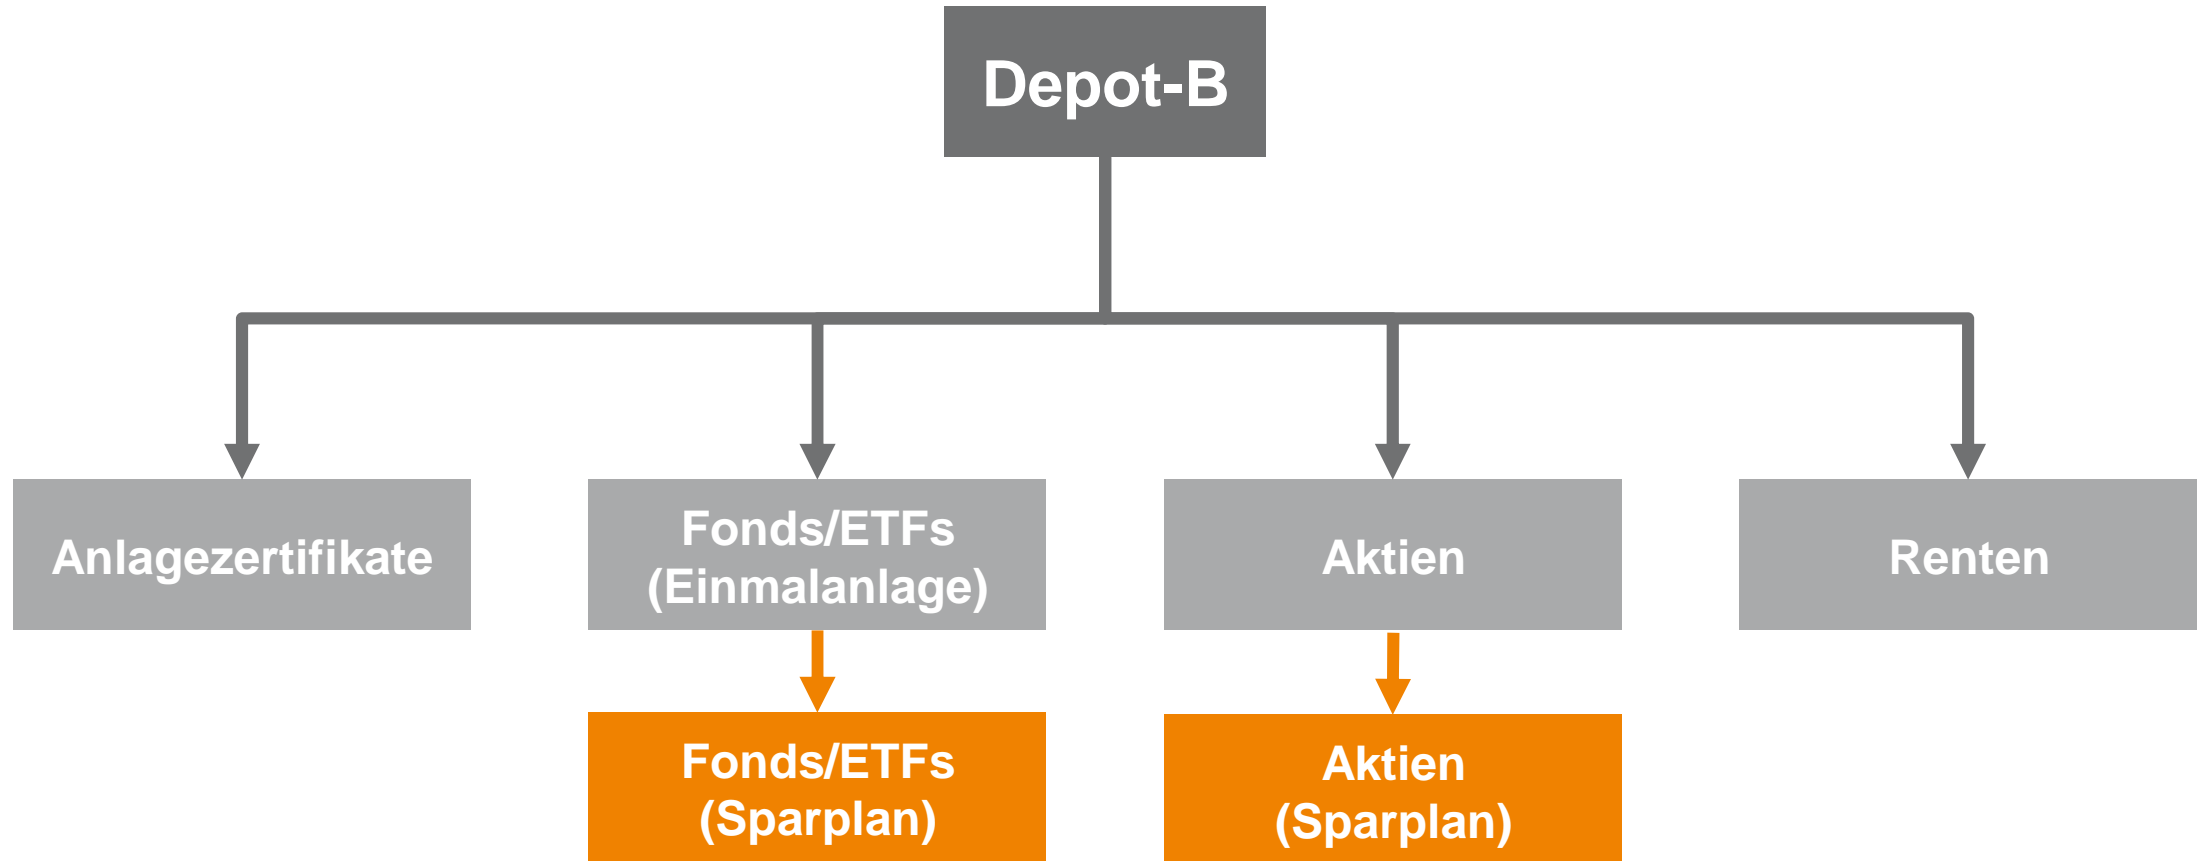 Depot-B
Anlagezertifikate
Fonds/ETFs
(Einmalanlage)
Aktien
Renten
Fonds/ETFs
(Sparplan)
Aktien
(Sparplan)